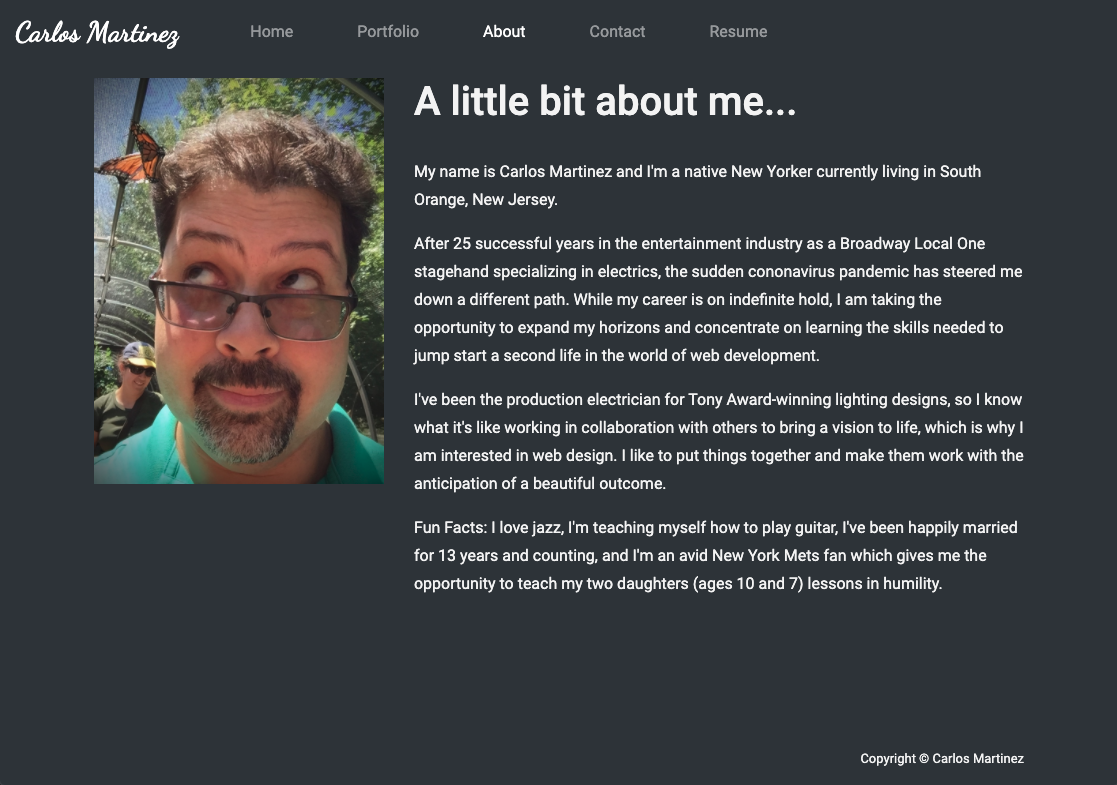 Carlos Martinez
Home Portfolio About Contact Resume
A little bit about me...
My name is Carlos Martinez and I'm a native New Yorker currently living in South
Orange, New Jersey.
After 25 successful years in the entertainment industry as a Broadway Local One
stagehand specializing in electrics, the sudden cononavirus pandemic has steered me
down a different path. While my career is on indefinite hold, I am taking the
opportunity to expand my horizons and concentrate on learning the skills needed to
jump start a second life in the world of web development.
I've been the production electrician for Tony Award-winning lighting designs, so I know
what it's like working in collaboration with others to bring a vision to life, which is why I
am interested in web design. I like to put things together and make them work with the
anticipation of a beautiful outcome.
Fun Facts: I love jazz, I'm teaching myself how to play guitar, I've been happily married
for 13 years and counting, and I'm an avid New York Mets fan which gives me the
opportunity to teach my two daughters (ages 10 and 7) lessons in humility.
Copyright © Carlos Martinez